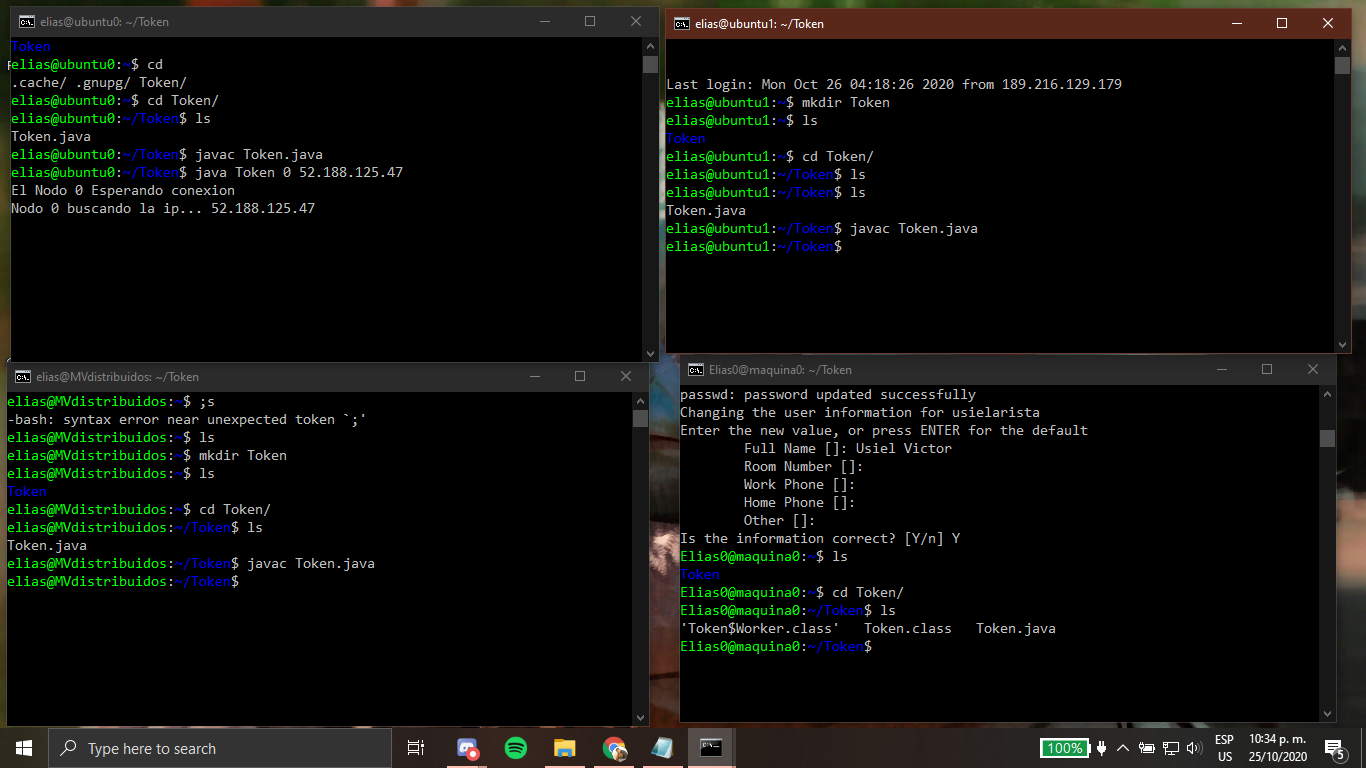 elias@ubuntu0: ~/Token
Token
elias@ubuntu0:~$ cd
.cache/ .gnupg/ Token/
elias@ubuntu0:~$ cd Token/
elias@ubuntu0:~/Token$ ls
Token.java
elias@ubuntu0:~/Token$ javac Token.java
elias@ubuntu0:~/Token$ java Token 0 52.188.125.47
El Nodo 0 Esperando conexion
Nodo 0 buscando la ip... 52.188.125.47
elias@ubuntu1: ~/Token
Last login: Mon Oct 26 04:18:26 2020 from 189.216.129.179
elias@ubuntu1:~$ mkdir Token
elias@ubuntu1:~$ ls
Token
elias@ubuntu1:~$ cd Token/
elias@ubuntu1:~/Token$ ls
elias@ubuntu1:~/Token$ ls
Token.java
elias@ubuntu1:~/Token$ javac Token.java
elias@ubuntu1:~/Token$
elias@MVdistribuidos: ~/Token
elias@MVdistribuidos:~$ ;s
-bash: syntax error near unexpected token `;'
elias@MVdistribuidos:~$ ls
elias@MVdistribuidos:~$ mkdir Token
elias@MVdistribuidos:~$ ls
Token
elias@MVdistribuidos:~$ cd Token/
elias@MVdistribuidos:~/Token$ ls
Token.java
elias@MVdistribuidos:~/Token$ javac Token.java
elias@MVdistribuidos:~/Token$
Elias0@maquina0: ~/Token
passwd: password updated successfully
Changing the user information for usielarista
Enter the new value, or press ENTER for the default
Full Name []: Usiel Victor
Room Number []:
Work Phone []:
Home Phone []:
Other []:
Is the information correct? [Y/n] Y
Elias0@maquina0:~$ ls
Token
Elias0@maquina0:~$ cd Token/
Elias0@maquina0:~/Token$ ls
'Token$Worker.class'   Token.class   Token.java
Elias0@maquina0:~/Token$
Type here to search
100%
ESP
US
10:34 p. m.
25/10/2020
5